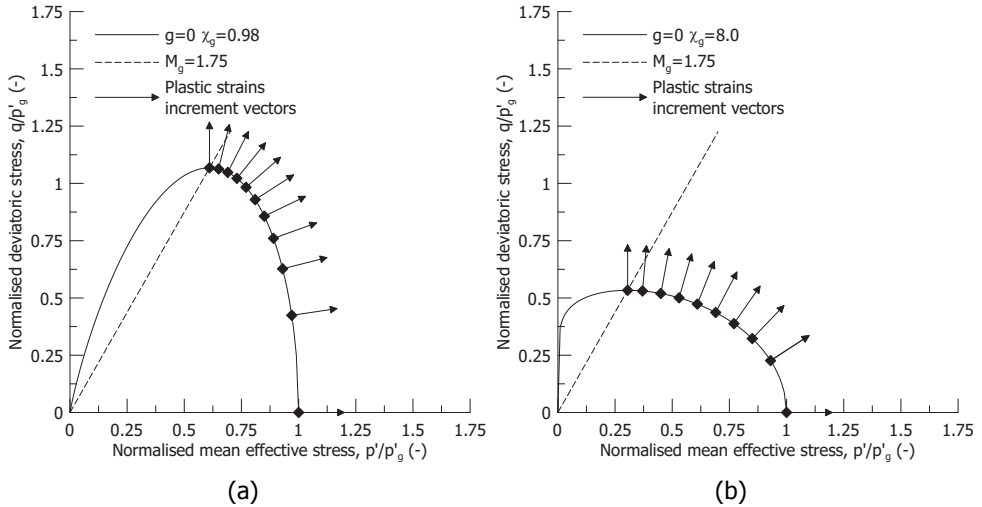 1.75
1.5
1.25
1
0.75
0.5
0.25
0
Normalised deviatoric stress, q/p'g (-)
g=0 χg=0.98
Mg=1.75
Plastic strains
increment vectors
0 0.25 0.5 0.75 1 1.25 1.5 1.75
Normalised mean effective stress, p'/p'g (-)
(a)
1.75
1.5
1.25
1
0.75
0.5
0.25
0
Normalised deviatoric stress, q/p'g (-)
g=0 χg=8.0
Mg=1.75
Plastic strains
increment vectors
0 0.25 0.5 0.75 1 1.25 1.5 1.75
Normalised mean effective stress, p'/p'g (-)
(b)